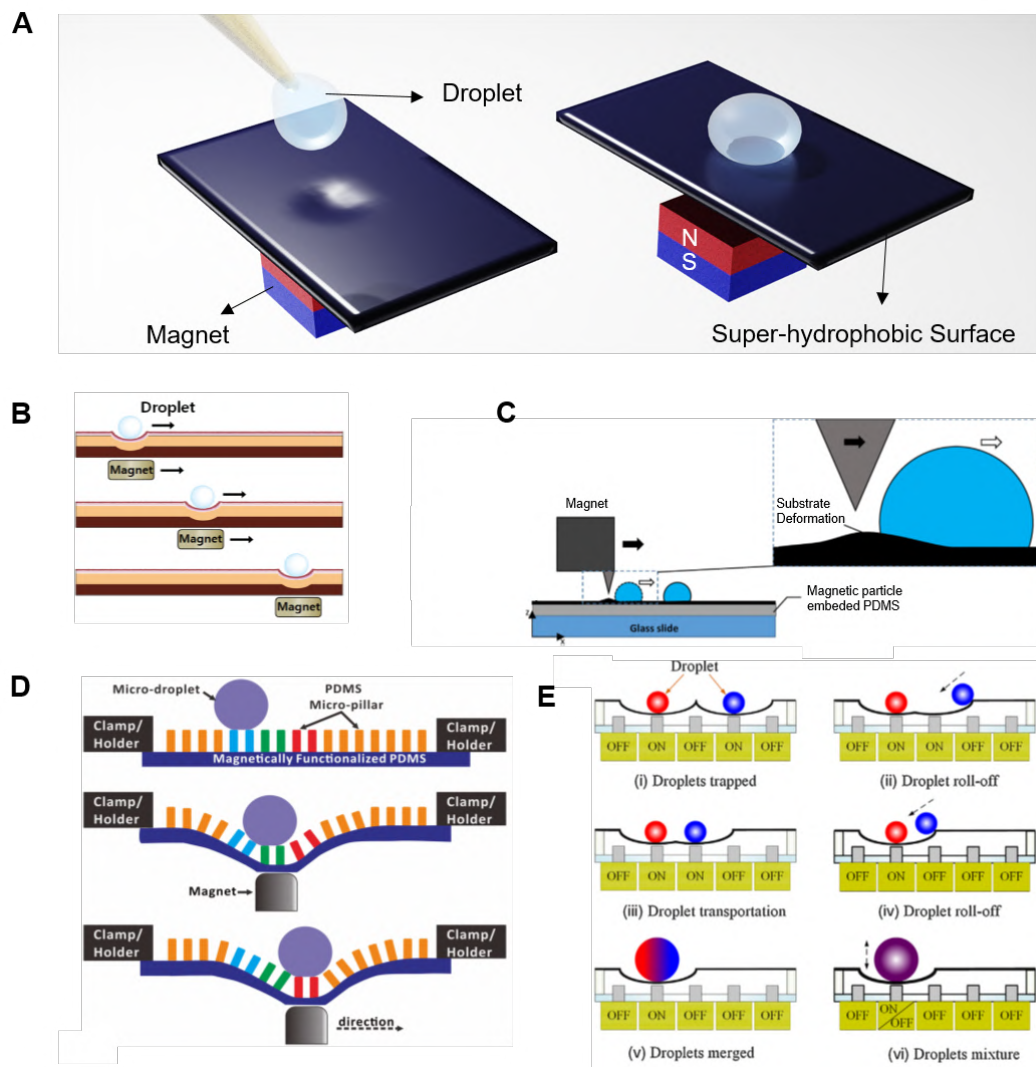 A
Droplet
N
S
Magnet
Super-hydrophobic Surface
B
Droplet
Magnet
Magnet
Magnet
C
Magnet
Substrate
Deformation
Magnetic particle
embeded PDMS
z
x
Glass slide
D
Micro-droplet
PDMS
Micro-pillar
Clamp/
Holder
Clamp/
Holder
Magnetically Functionalized PDMS
Clamp/
Holder
Clamp/
Holder
Magnet
Clamp/
Holder
Clamp/
Holder
direction
E
Droplet
OFF ON OFF ON OFF
(i) Droplets trapped
OFF ON OFF OFF OFF
(ii) Droplet roll-off
OFF ON ON OFF OFF
(iii) Droplet transportation
OFF ON OFF OFF OFF
(iv) Droplet roll-off
OFF ON OFF OFF OFF
(v) Droplets merged
OFF ON/OFF OFF OFF OFF
(vi) Droplets mixture